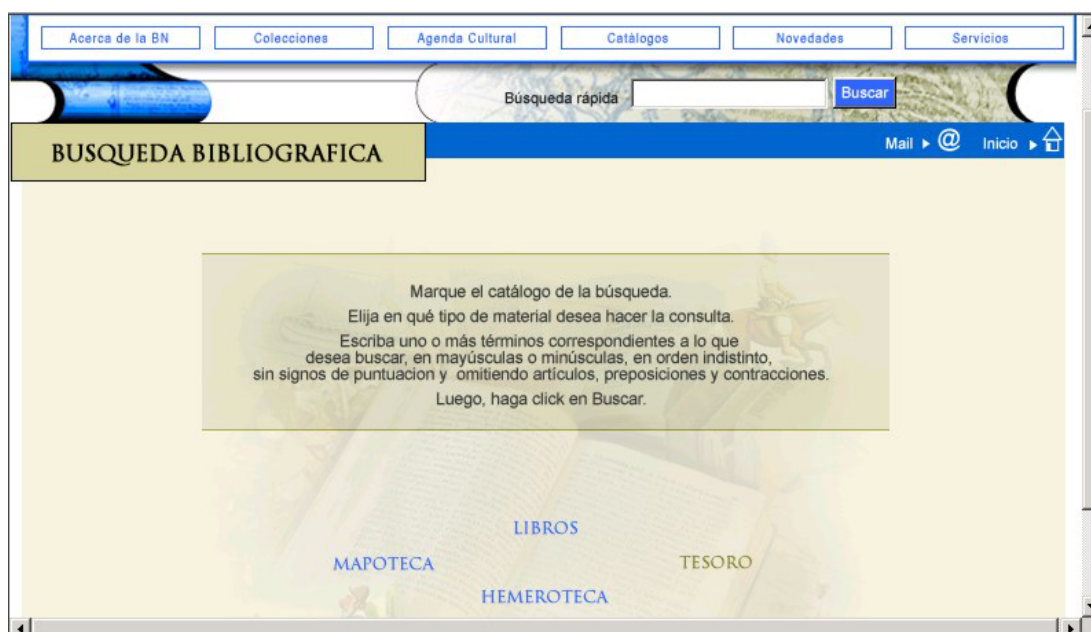 Acerca de la BN Colecciones Agenda Cultural Catálogos Novedades Servicios
Búsqueda rápida Buscar
Mail @ Inicio
BUSQUEDA BIBLIOGRAFICA
Marque el catálogo de la búsqueda.
Elija en qué tipo de material desea hacer la consulta.
Escriba uno o más términos correspondientes a lo que
desea buscar, en mayúsculas o minúsculas, en orden indistinto,
sin signos de puntuacion y omitiendo artículos, preposiciones y contracciones.
Luego, haga click en Buscar.
LIBROS
MAPOTECA TESORO
HEMEROTECA